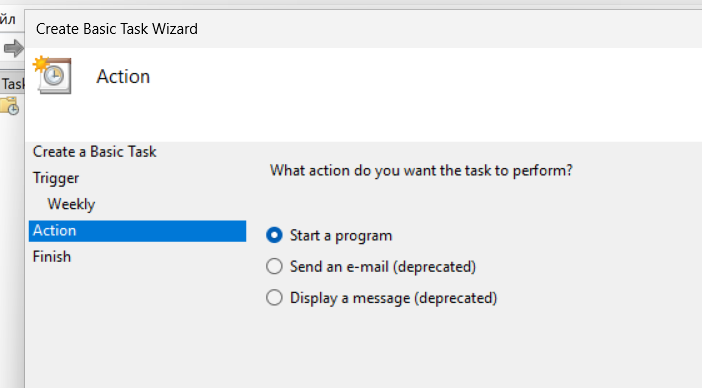 йл
Create Basic Task Wizard
Action
Task
Create a Basic Task
Trigger
Weekly
Action
Finish
What action do you want the task to perform?
Start a program
Send an e-mail (deprecated)
Display a message (deprecated)